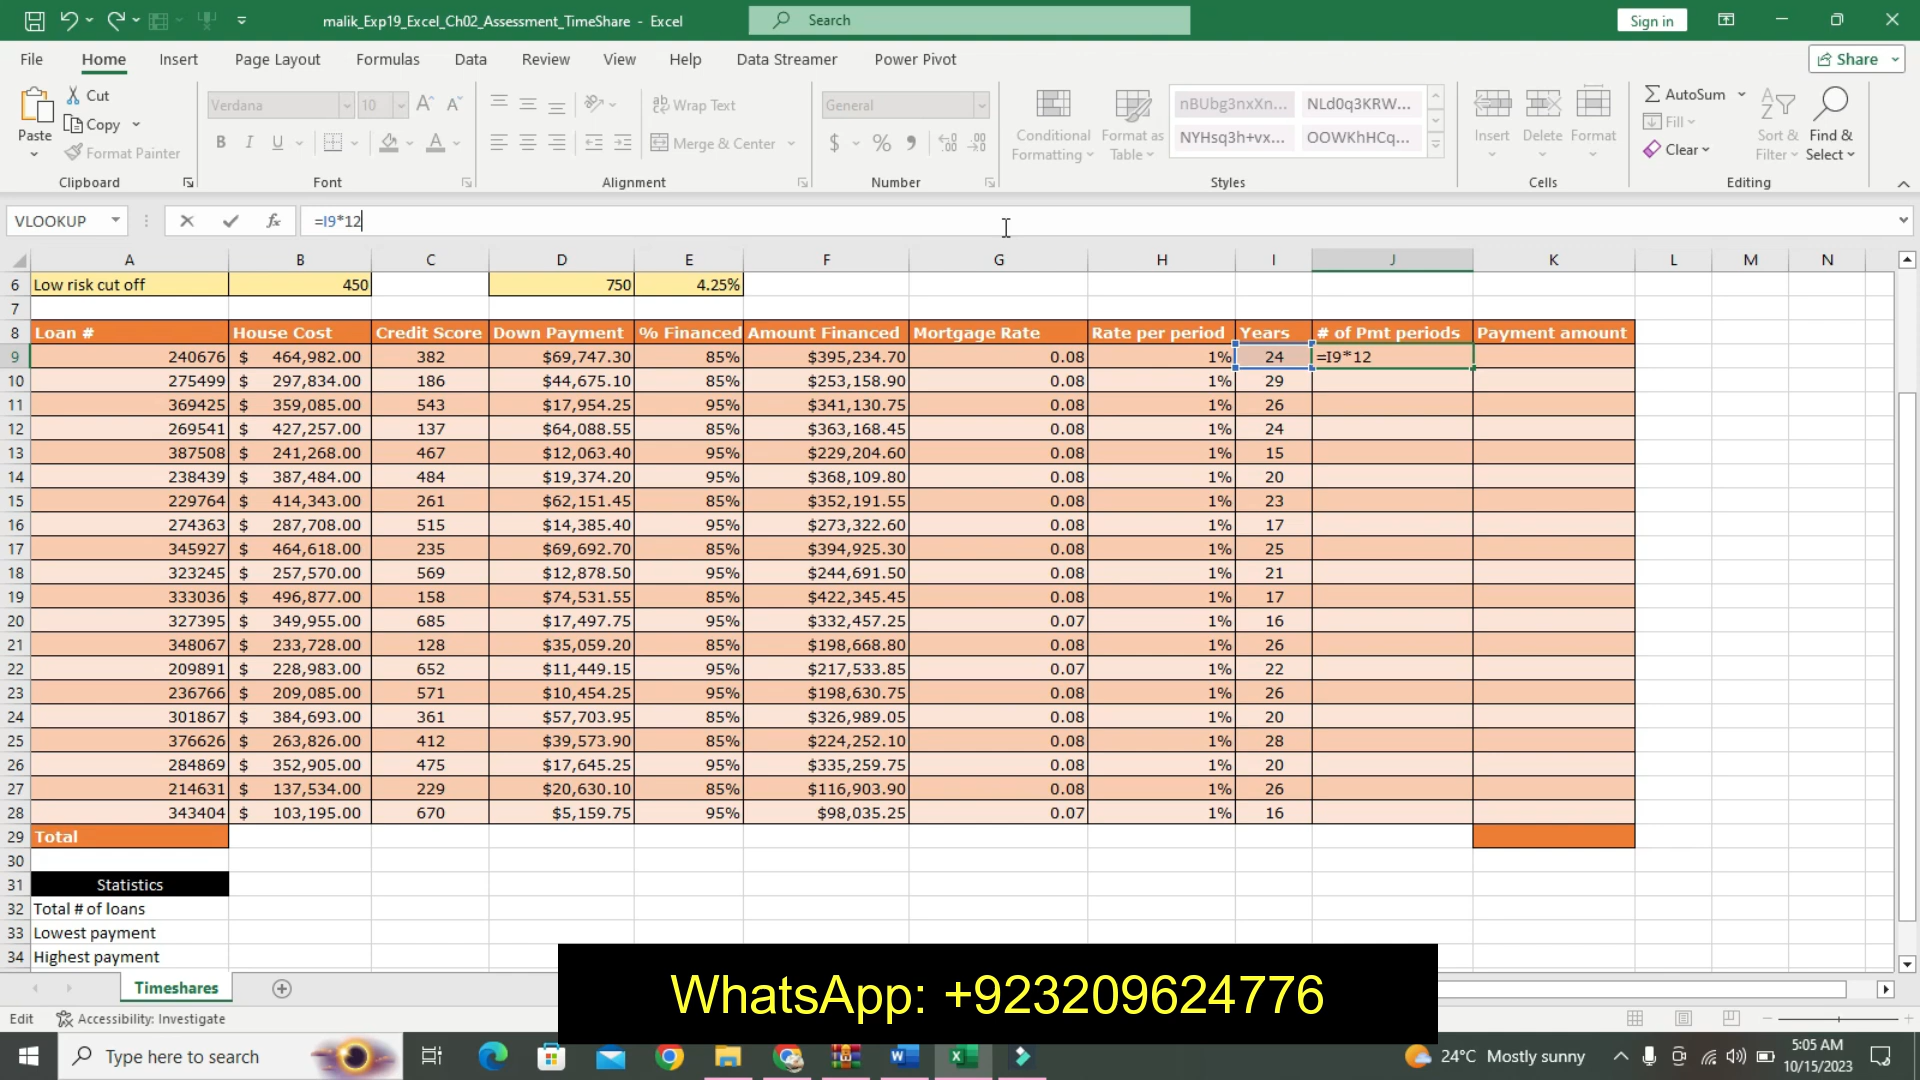 malik_Exp19_Excel_Ch02_Assessment_TimeShare - Excel
Search
Sign in
File Home Insert Page Layout Formulas Data Review View Help Data Streamer Power Pivot
Share
Paste
Cut
Copy
Format Painter
Clipboard
Verdana 10
B I U
Font
Wrap Text
Merge & Center
Alignment
General
$ % 9
Number
Conditional Formatting
Format as Table
nBUbg3nxXn... NLd0q3KRW...
NYHsq3h+vx... OOWKhHCq...
Styles
Insert Delete Format
Cells
AutoSum
Fill
Clear
Sort & Filter
Find & Select
Editing
VLOOKUP fx =I9*12
A B C D E F G H I J K L M N
6 Low risk cut off 450 750 4.25%
7
8 Loan # House Cost Credit Score Down Payment % Financed Amount Financed Mortgage Rate Rate per period Years # of Pmt periods Payment amount
9 240676 $ 464,982.00 382 $69,747.30 85% $395,234.70 0.08 1% 24 =I9*12
10 275499 $ 297,834.00 186 $44,675.10 85% $253,158.90 0.08 1% 29
11 369425 $ 359,085.00 543 $17,954.25 95% $341,130.75 0.08 1% 26
12 269541 $ 427,257.00 137 $64,088.55 85% $363,168.45 0.08 1% 24
13 387508 $ 241,268.00 467 $12,063.40 95% $229,204.60 0.08 1% 15
14 238439 $ 387,484.00 484 $19,374.20 95% $368,109.80 0.08 1% 20
15 229764 $ 414,343.00 261 $62,151.45 85% $352,191.55 0.08 1% 23
16 274363 $ 287,708.00 515 $14,385.40 95% $273,322.60 0.08 1% 17
17 345927 $ 464,618.00 235 $69,692.70 85% $394,925.30 0.08 1% 25
18 323245 $ 257,570.00 569 $12,878.50 95% $244,691.50 0.08 1% 21
19 333036 $ 496,877.00 158 $74,531.55 85% $422,345.45 0.08 1% 17
20 327395 $ 349,955.00 685 $17,497.75 95% $332,457.25 0.07 1% 16
21 348067 $ 233,728.00 128 $35,059.20 85% $198,668.80 0.08 1% 26
22 209891 $ 228,983.00 652 $11,449.15 95% $217,533.85 0.07 1% 22
23 236766 $ 209,085.00 571 $10,454.25 95% $198,630.75 0.08 1% 26
24 301867 $ 384,693.00 361 $57,703.95 85% $326,989.05 0.08 1% 20
25 376626 $ 263,826.00 412 $39,573.90 85% $224,252.10 0.08 1% 28
26 284869 $ 352,905.00 475 $17,645.25 95% $335,259.75 0.08 1% 20
27 214631 $ 137,534.00 229 $20,630.10 85% $116,903.90 0.08 1% 26
28 343404 $ 103,195.00 670 $5,159.75 95% $98,035.25 0.07 1% 16
29 Total
30
31 Statistics
32 Total # of loans
33 Lowest payment
34 Highest payment
WhatsApp: +923209624776
Timeshares
Edit Accessibility: Investigate
Type here to search
24°C Mostly sunny
5:05 AM
10/15/2023